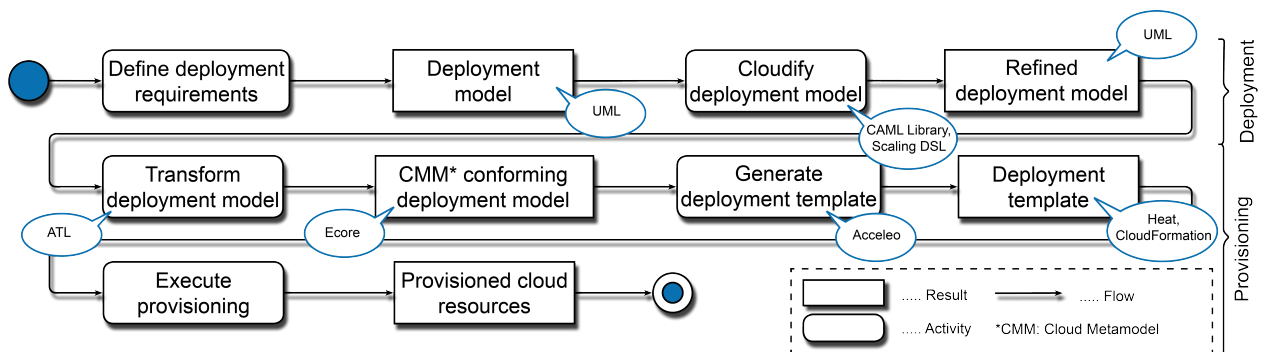 Define deployment
requirements
Deployment
model
UML
Cloudify
deployment model
CAML Library,
Scaling DSL
Refined
deployment model
UML
Deployment
Transform
deployment model
ATL
CMM* conforming
deployment model
Ecore
Generate
deployment template
Acceleo
Deployment
template
Heat,
CloudFormation
Provisioning
Execute
provisioning
Provisioned cloud
resources
..... Result
..... Flow
..... Activity
*CMM: Cloud Metamodel